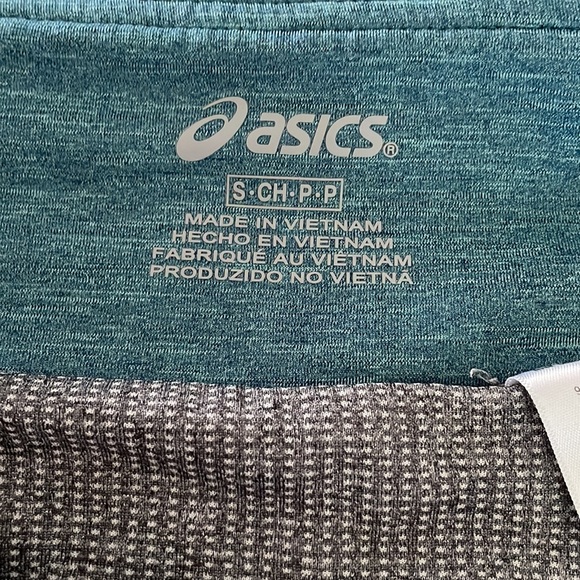 asics®
S·CH·P·P
MADE IN VIETNAM
HECHO EN VIETNAM
FABRIQUÉ AU VIETNAM
PRODUZIDO NO VIETNÃ